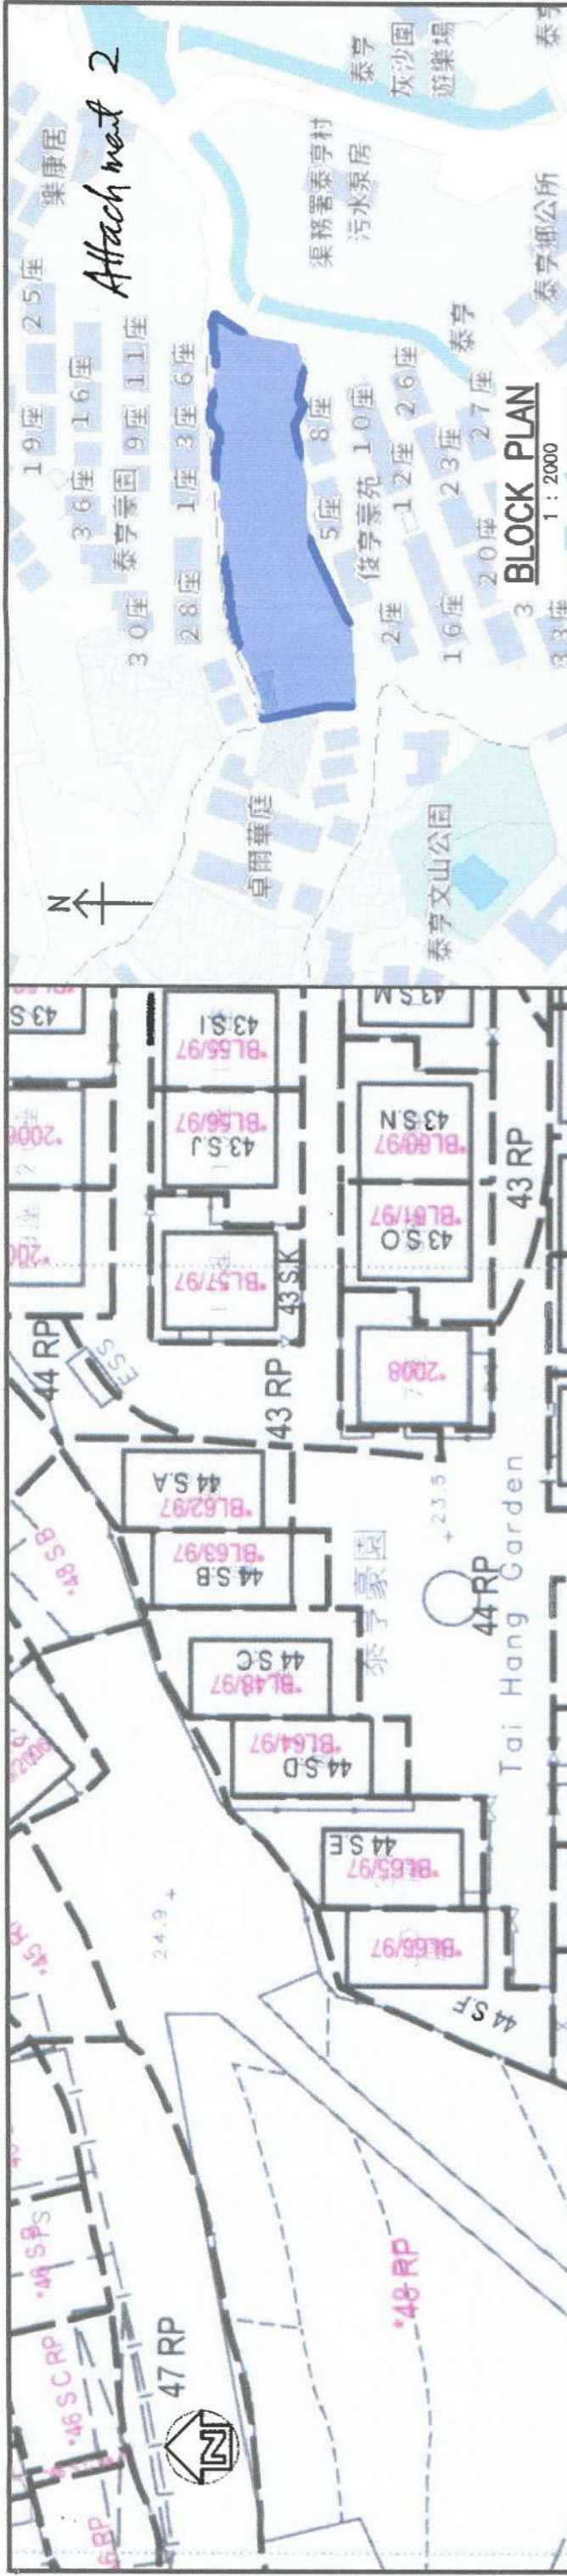 Attachment 2
樂康居
19座 25座
36座 16座
泰亨豪園 9座 11座
30座
28座 1座 3座 6座
N
卓爾華庭
5座 8座
俊亨豪苑 10座
2座 12座 26座
16座 23座
20座 27座
3
33座
泰亨文山公園
泰亨
灰沙圍
遊樂場
渠務署泰亨村
污水泵房
泰亨
泰亨鄉公所
BLOCK PLAN
1 : 2000
43 S.I
*BL55/97
*BL56/97
43 S.J
*BL57/97
43 S.K
43 S.M
43 S.N
*BL60/97
*BL61/97
43 S.O
*2008
43 RP
43 RP
44 RP
ESS
*48 S.B
44 S.A
*BL62/97
*BL63/97
44 S.B
44 S.C
*BL48/97
*BL64/97
44 S.D
44 S.E
*BL65/97
*BL66/97
44 S.F
泰亨豪園
+23.5
44 RP
Tai Hang Garden
24.9 +
*46 S.C RP
47 RP
*48 RP
N